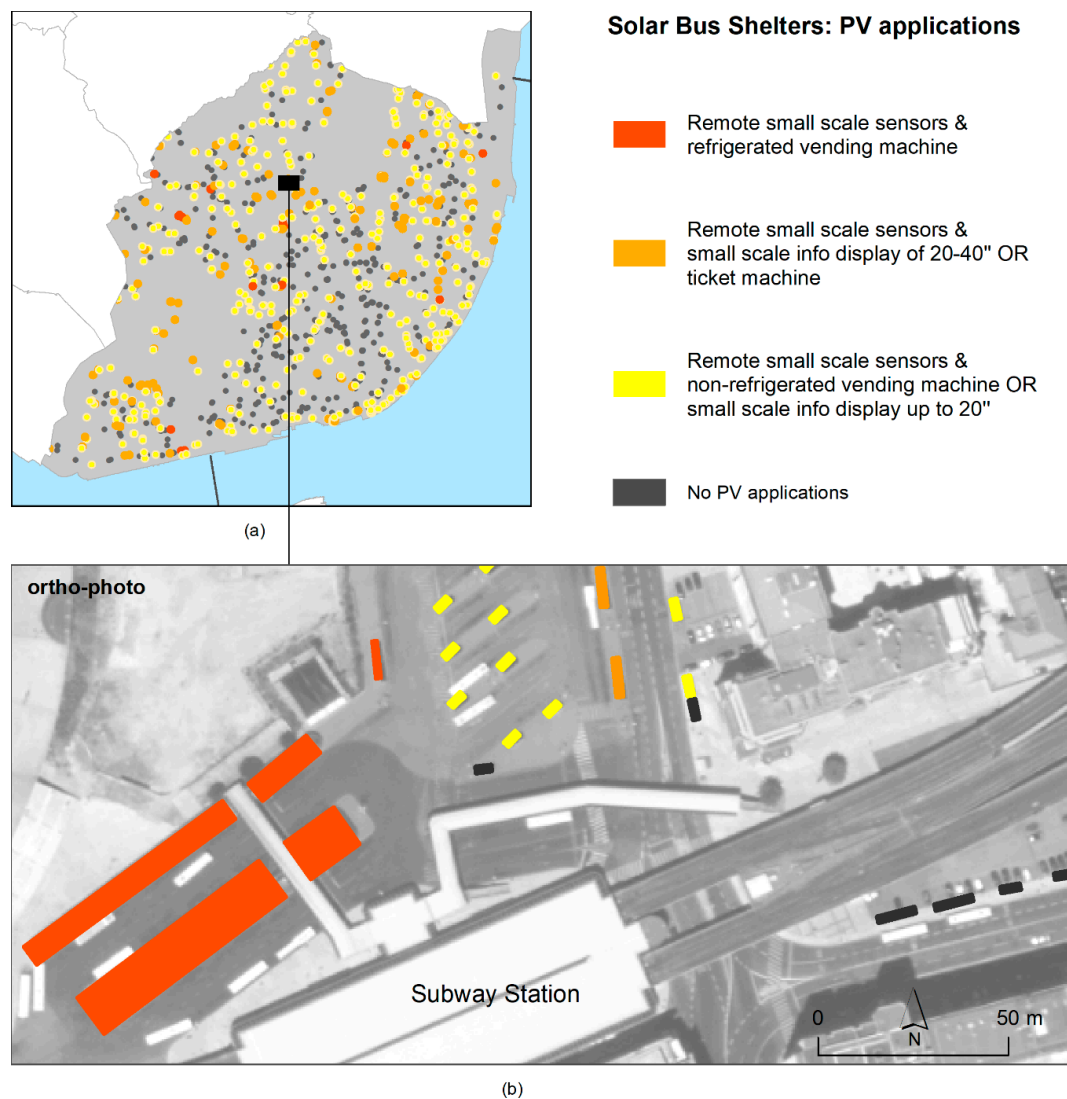 Solar Bus Shelters: PV applications
Remote small scale sensors &
refrigerated vending machine
Remote small scale sensors &
small scale info display of 20-40'' OR
ticket machine
Remote small scale sensors &
non-refrigerated vending machine OR
small scale info display up to 20''
No PV applications
(a)
ortho-photo
Subway Station
0 50 m
N
(b)